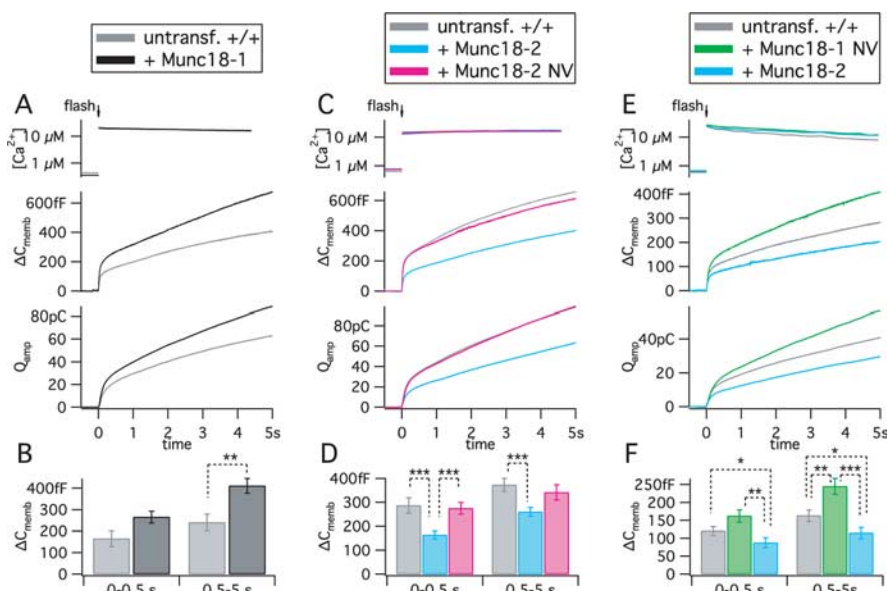 untransf. +/+
+ Munc18-1
untransf. +/+
+ Munc18-2
+ Munc18-2 NV
untransf. +/+
+ Munc18-1 NV
+ Munc18-2
A
flash
[Ca2+]
10 µM
1 µM
ΔCmemb
600fF
400
200
0
Qamp
80pC
60
40
20
0
0 1 2 3 4 5s
time
C
flash
[Ca2+]
10 µM
1 µM
ΔCmemb
600fF
400
200
0
Qamp
80pC
60
40
20
0
0 1 2 3 4 5s
time
E
flash
[Ca2+]
10 µM
1 µM
ΔCmemb
400fF
300
200
100
0
Qamp
40pC
20
0
0 1 2 3 4 5s
time
B
ΔCmemb
400fF
300
200
100
0
**
0-0.5 s
0.5-5 s
D
ΔCmemb
400fF
300
200
100
0
*** *** ***
0-0.5 s
0.5-5 s
F
ΔCmemb
250fF
200
150
100
50
0
* **
* ** ***
0-0.5 s
0.5-5s